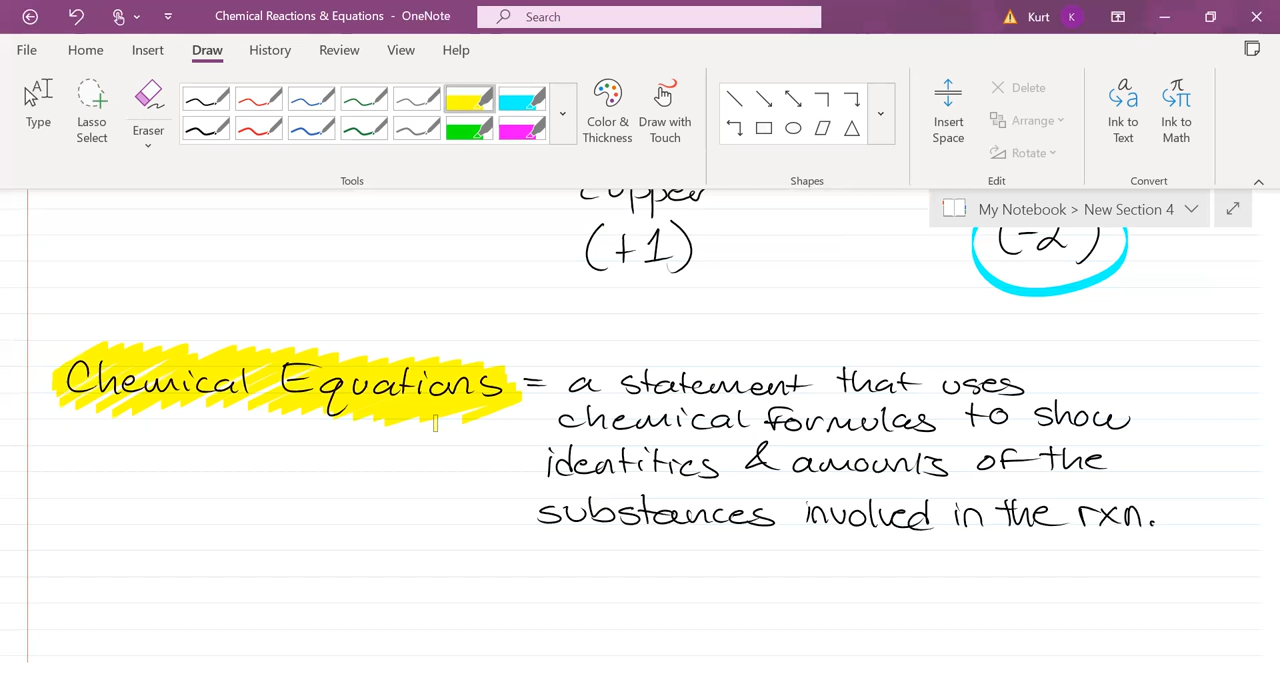 Chemical Reactions & Equations - OneNote
Search
Kurt
K
File Home Insert Draw History Review View Help
Type
Lasso Select
Eraser
Color & Thickness
Draw with Touch
Insert Space
Delete
Arrange
Rotate
Ink to Text
Ink to Math
Tools
Shapes
Edit
Convert
My Notebook > New Section 4
copper
(+1)
(-2)
Chemical Equations = a statement that uses
chemical formulas to show
identities & amounts of the
substances involved in the rxn.